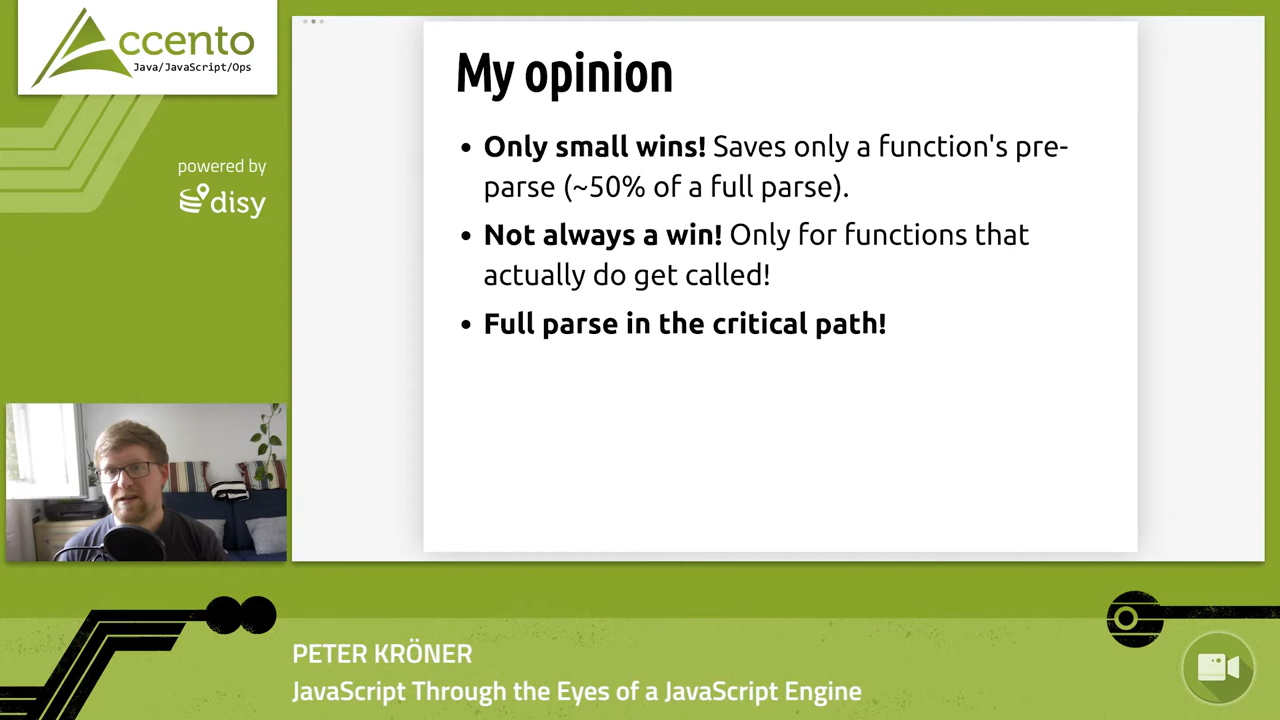 ccento
Java/JavaScript/Ops
powered by
disy
My opinion
• Only small wins! Saves only a function's pre-
parse (~50% of a full parse).
• Not always a win! Only for functions that
actually do get called!
• Full parse in the critical path!
PETER KRÖNER
JavaScript Through the Eyes of a JavaScript Engine